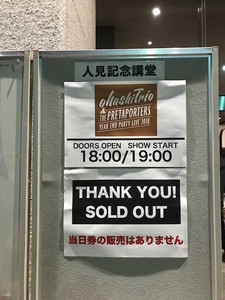 人見記念講堂
ohashiTrio
& THE PRETAPORTERS
YEAR END PARTY LIVE 2018
DOORS OPEN SHOW START
18:00/19:00
THANK YOU!
SOLD OUT
当日券の販売はありません